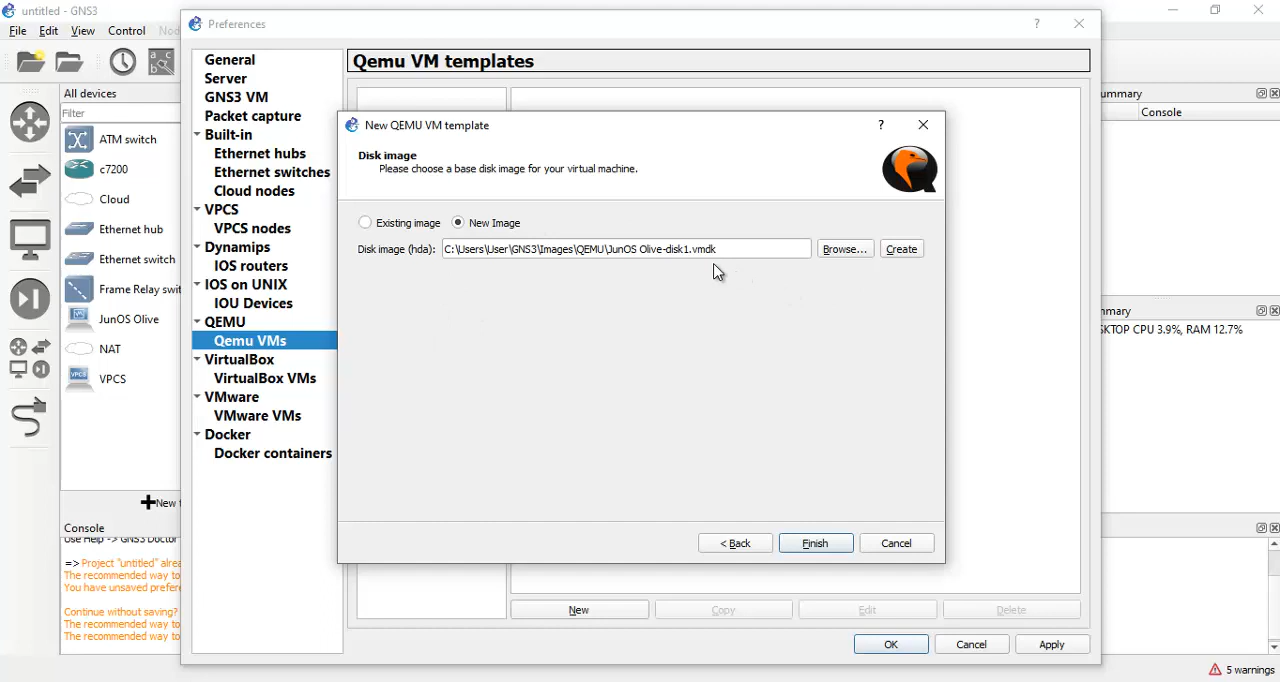 untitled - GNS3
File Edit View Control Nod
All devices
Filter
ATM switch
c7200
Cloud
Ethernet hub
Ethernet switch
Frame Relay swit
JunOS Olive
NAT
VPCS
New t
Console
Use Help -> GNS3 Doctor
=> Project "untitled" alrea
The recommended way to
You have unsaved prefer
Continue without saving?
The recommended way to
The recommended way to
Preferences
General
Server
GNS3 VM
Packet capture
Built-in
Ethernet hubs
Ethernet switches
Cloud nodes
VPCS
VPCS nodes
Dynamips
IOS routers
IOS on UNIX
IOU Devices
QEMU
Qemu VMs
VirtualBox
VirtualBox VMs
VMware
VMware VMs
Docker
Docker containers
Qemu VM templates
New QEMU VM template
Disk image
Please choose a base disk image for your virtual machine.
Existing image New Image
Disk image (hda): C:\Users\User\GNS3\Images\QEMU\JunOS Olive-disk1.vmdk Browse... Create
< Back Finish Cancel
New Copy Edit Delete
OK Cancel Apply
ummary
Console
mmary
SKTOP CPU 3.9%, RAM 12.7%
5 warnings